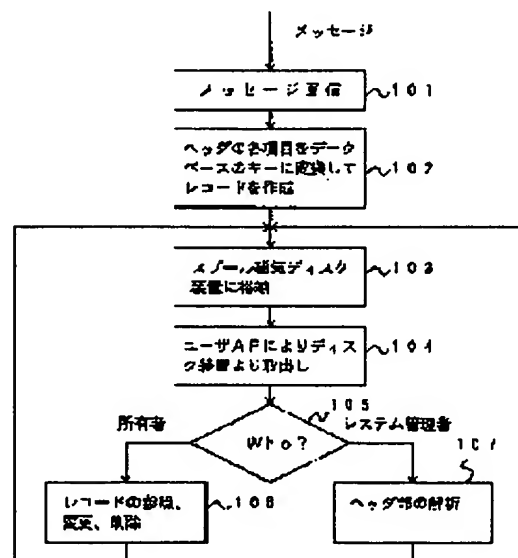 メッセージ
メッセージ受信
101
ヘッダの各項目をデータ
ベースのキーに変換して
レコードを作成
102
スプール磁気ディスク
装置に格納
103
ユーザAPによりディス
ク装置より取出し
104
105
所有者
Who?
システム管理者
107
レコードの参照、
変更、削除
106
ヘッダ部の解析